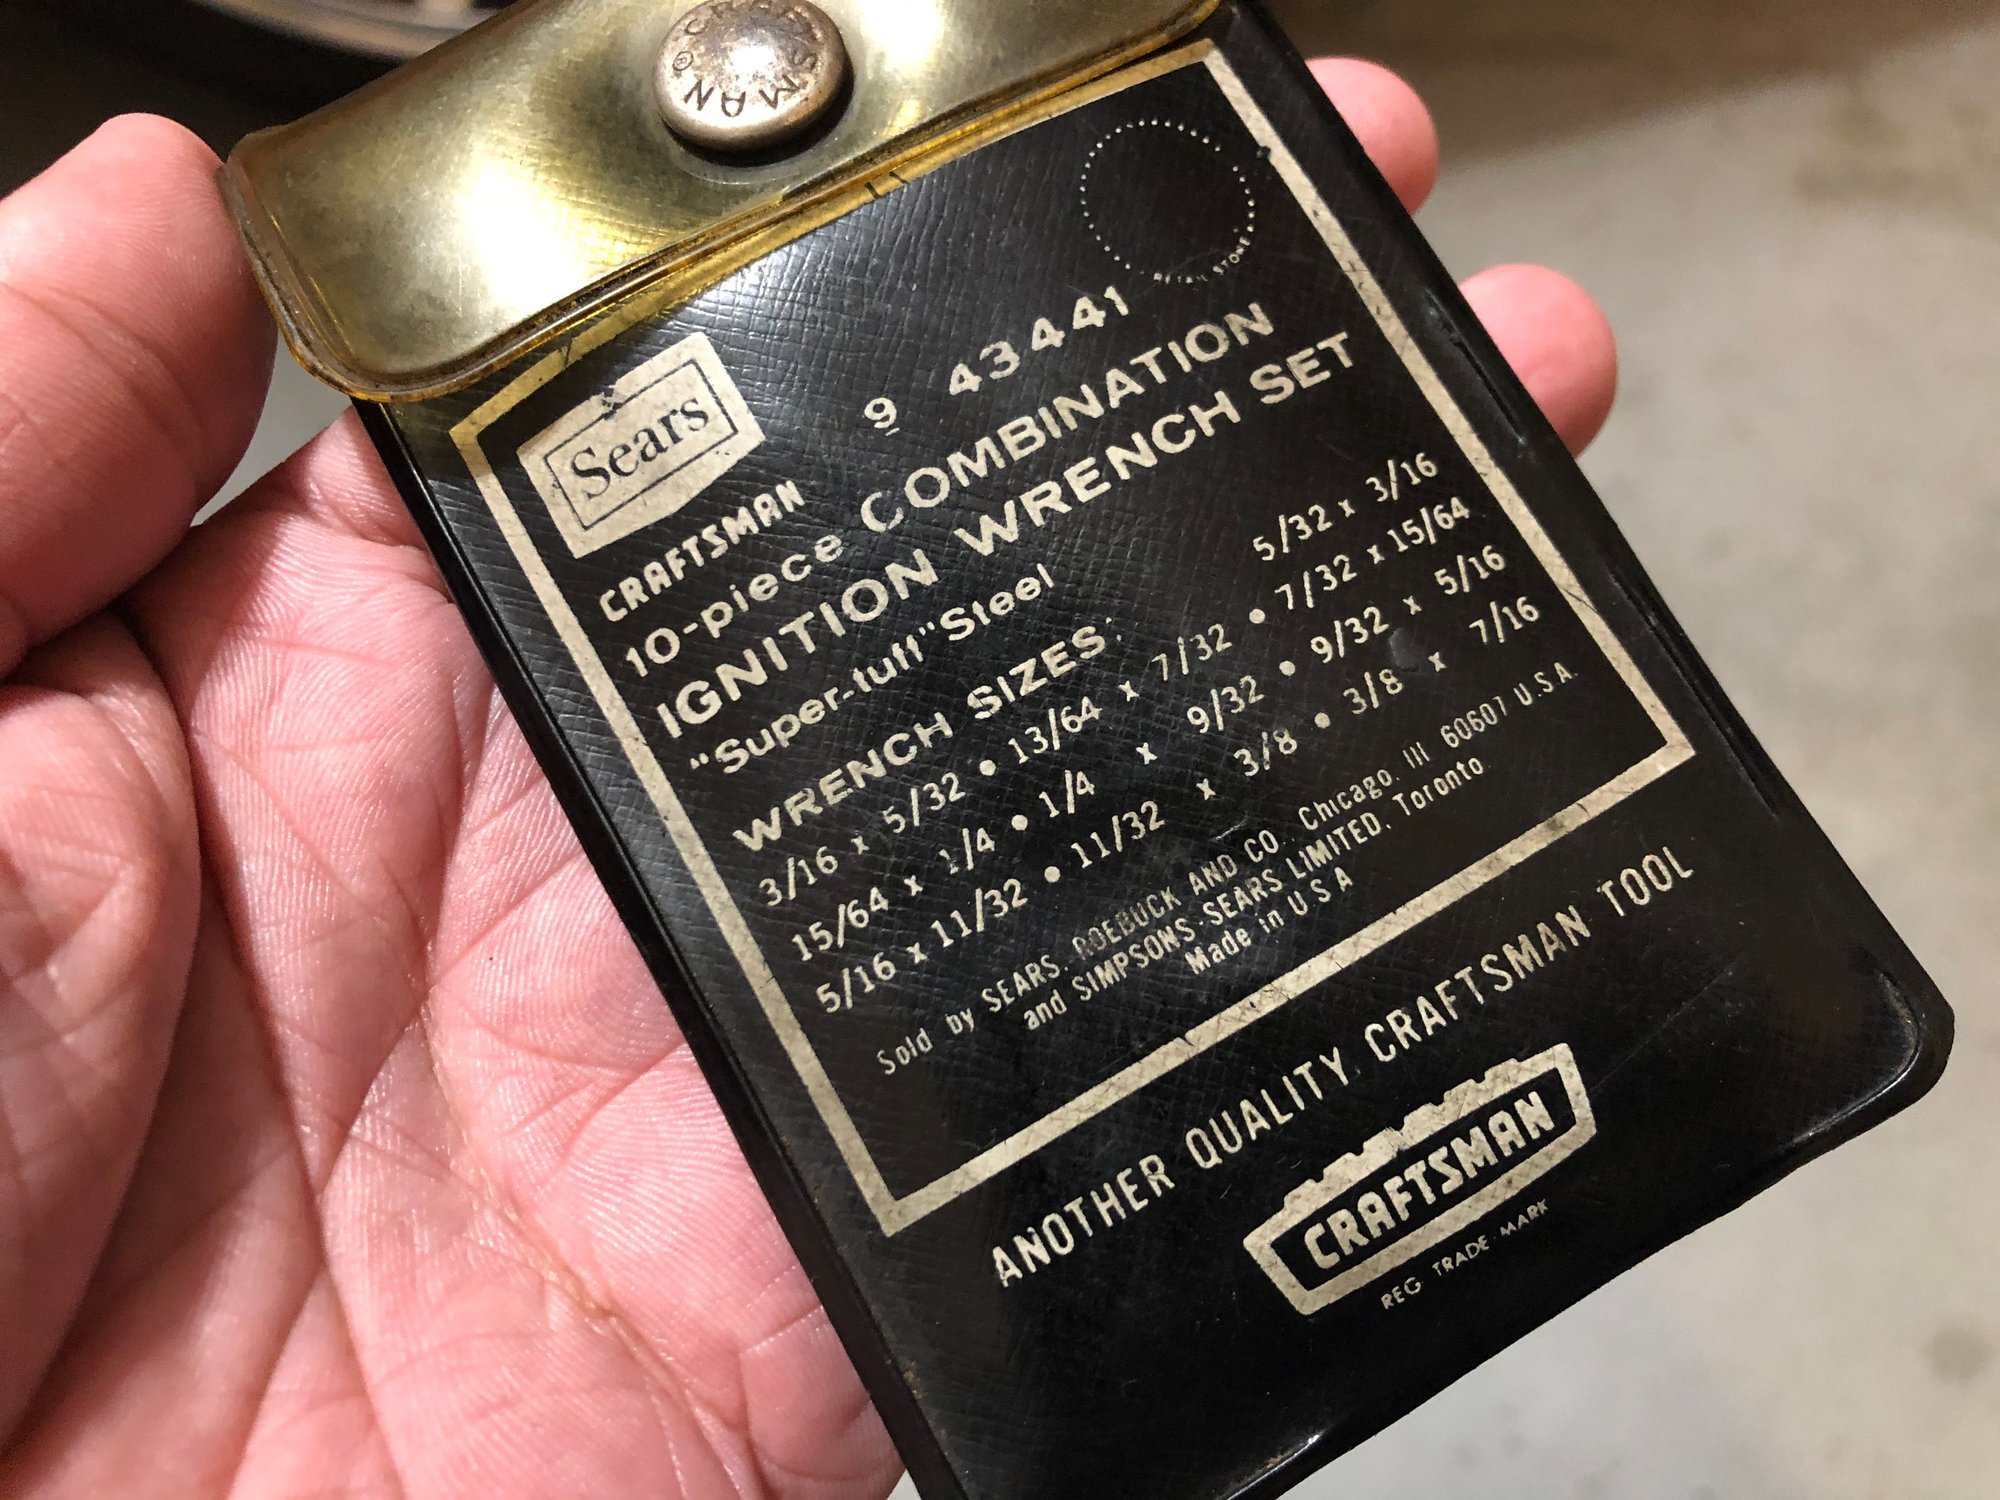 CRAFTSMAN
RETAIL STORE
Sears
9 43441
CRAFTSMAN
10-piece COMBINATION
IGNITION WRENCH SET
"Super-tuff" Steel
WRENCH SIZES: 5/32 x 3/16
3/16 x 5/32 • 13/64 x 7/32 • 7/32 x 15/64
15/64 x 1/4 • 1/4 x 9/32 • 9/32 x 5/16
5/16 x 11/32 • 11/32 x 3/8 • 3/8 x 7/16
Sold by SEARS, ROEBUCK AND CO., Chicago, Ill 60607 U.S.A.
and SIMPSONS-SEARS LIMITED, Toronto
Made in U S A
ANOTHER QUALITY CRAFTSMAN TOOL
CRAFTSMAN
REG TRADE MARK